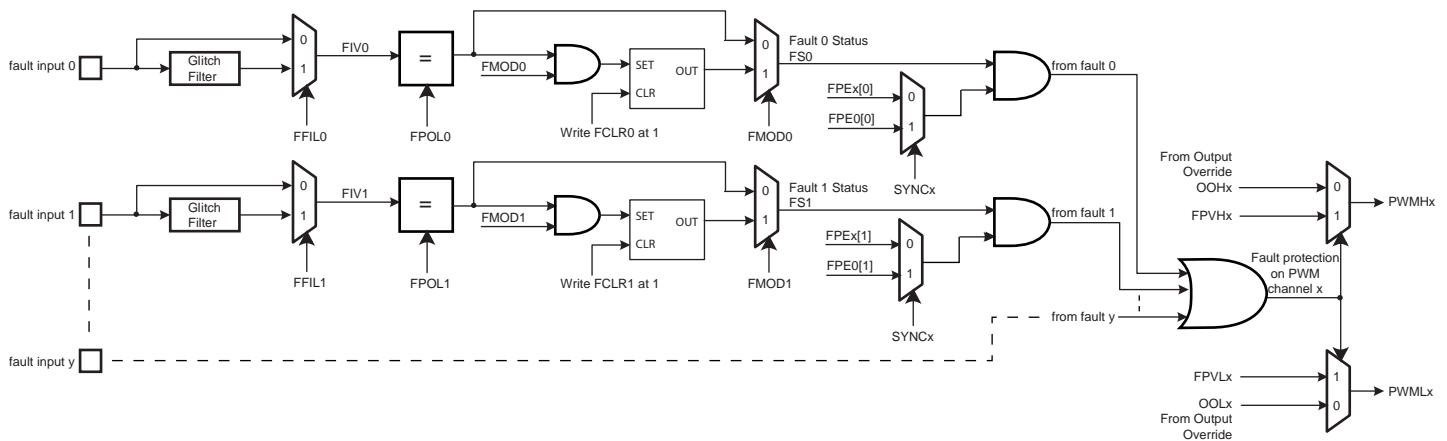 fault input 0
Glitch
Filter
0
1
FIV0
=
FFIL0
FPOL0
FMOD0
SET
OUT
CLR
Write FCLR0 at 1
0
1
FMOD0
Fault 0 Status
FS0
FPEx[0]
FPE0[0]
0
1
SYNCx
from fault 0
fault input 1
Glitch
Filter
0
1
FIV1
=
FFIL1
FPOL1
FMOD1
SET
OUT
CLR
Write FCLR1 at 1
0
1
FMOD1
Fault 1 Status
FS1
FPEx[1]
FPE0[1]
0
1
SYNCx
from fault 1
fault input y
from fault y
Fault protection
on PWM
channel x
From Output
Override
OOHx
FPVHx
0
1
PWMHx
FPVLx
OOLx
From Output
Override
1
0
PWMLx